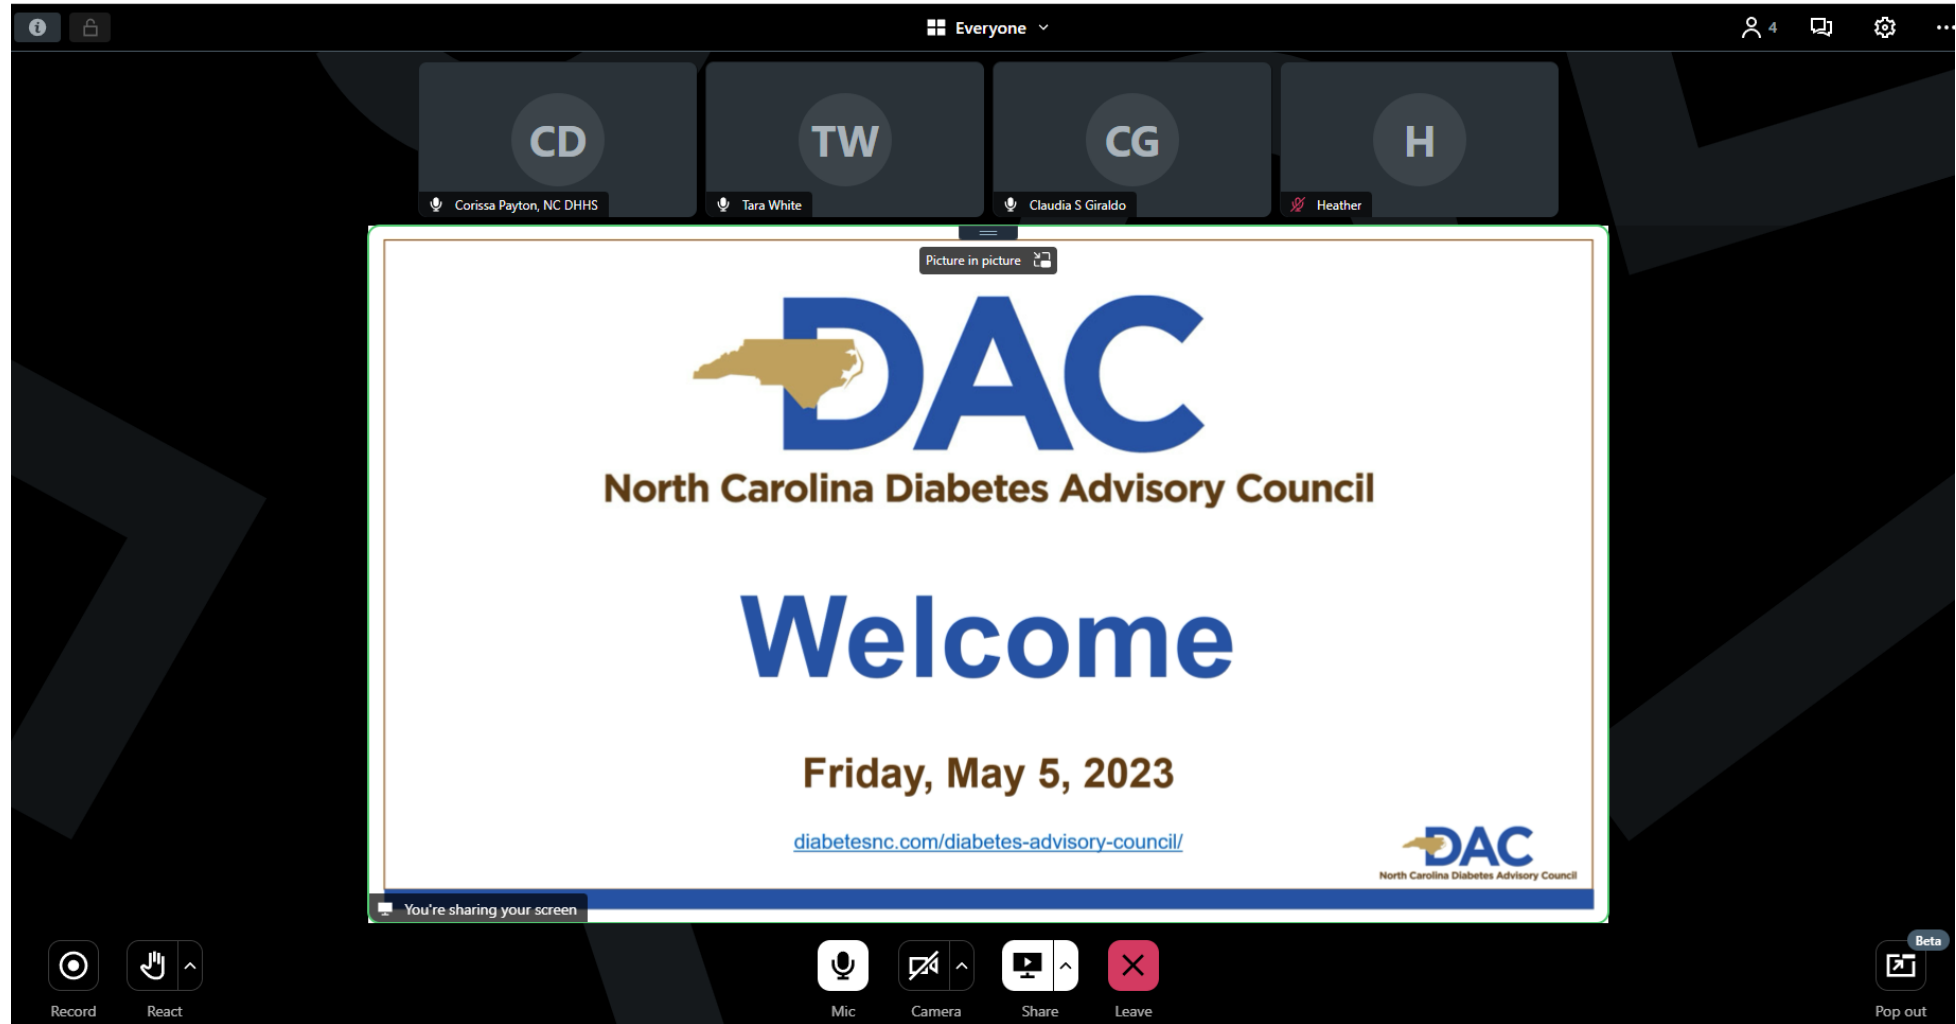 Everyone
4
CD
TW
CG
H
Corissa Payton, NC DHHS
Tara White
Claudia S Giraldo
Heather
Picture in picture
DAC
North Carolina Diabetes Advisory Council
Welcome
Friday, May 5, 2023
diabetesnc.com/diabetes-advisory-council/
DAC
North Carolina Diabetes Advisory Council
You're sharing your screen
Beta
Record
React
Mic
Camera
Share
Leave
Pop out